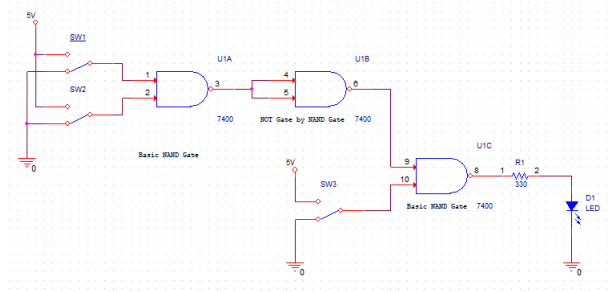 5V
SW1
U1A
U1B
1
3
4
6
2
5
SW2
7400
NOT Gate by NAND Gate
7400
Basic NAND Gate
0
U1C
5V
9
8
1
R1
2
SW3
10
330
D1
LED
Basic NAND Gate
7400
0
0